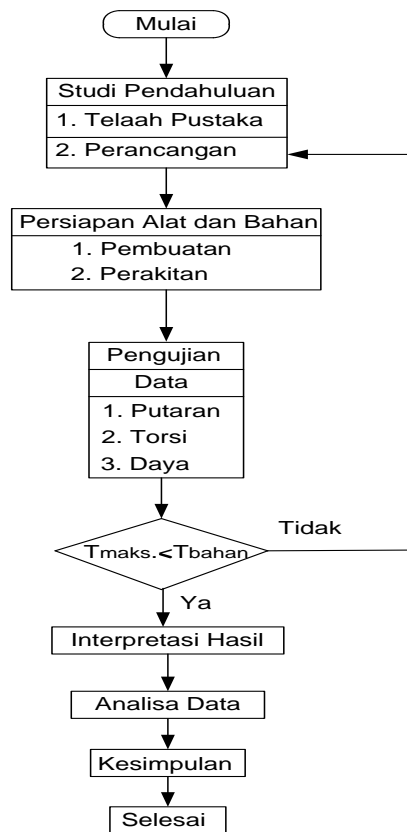 Mulai
Studi Pendahuluan
1. Telaah Pustaka
2. Perancangan
Persiapan Alat dan Bahan
1. Pembuatan
2. Perakitan
Pengujian
Data
1. Putaran
2. Torsi
3. Daya
Tmaks.<Tbahan
Tidak
Ya
Interpretasi Hasil
Analisa Data
Kesimpulan
Selesai